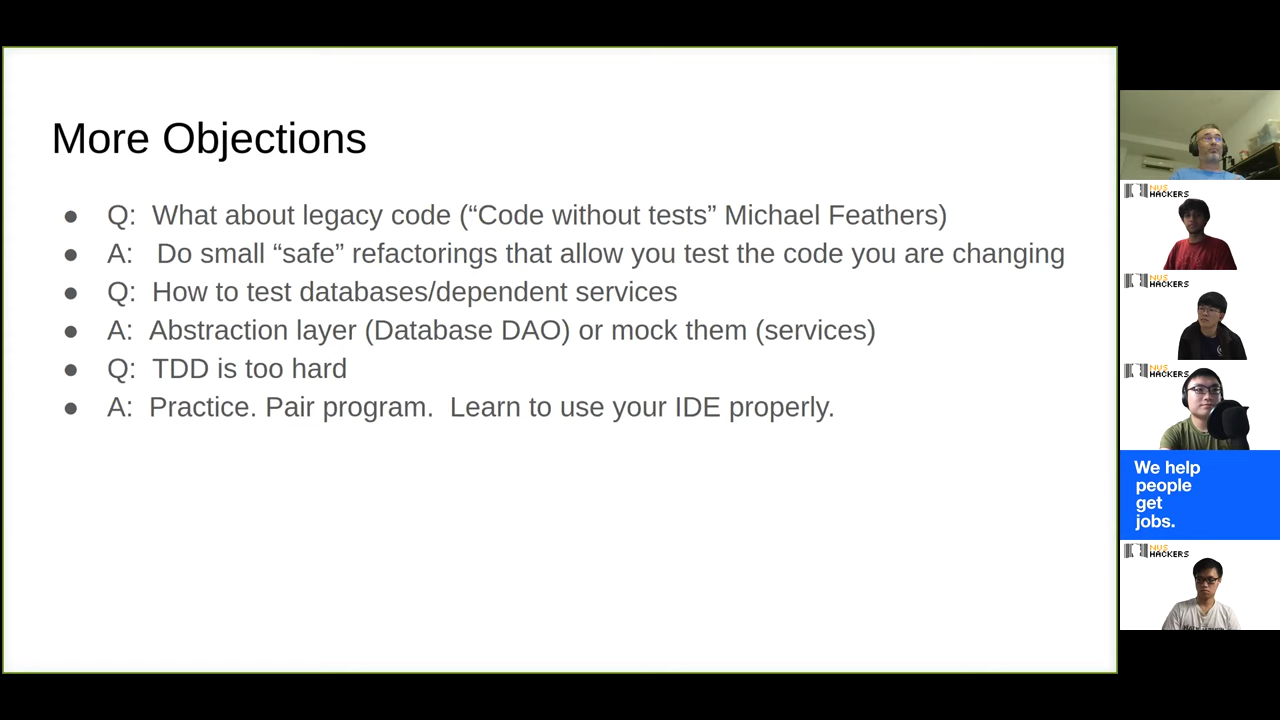 More Objections
● Q: What about legacy code (“Code without tests” Michael Feathers)
● A: Do small “safe” refactorings that allow you test the code you are changing
● Q: How to test databases/dependent services
● A: Abstraction layer (Database DAO) or mock them (services)
● Q: TDD is too hard
● A: Practice. Pair program. Learn to use your IDE properly.
NUS
HACKERS
NUS
HACKERS
NUS
HACKERS
We help
people
get
jobs.
NUS
HACKERS